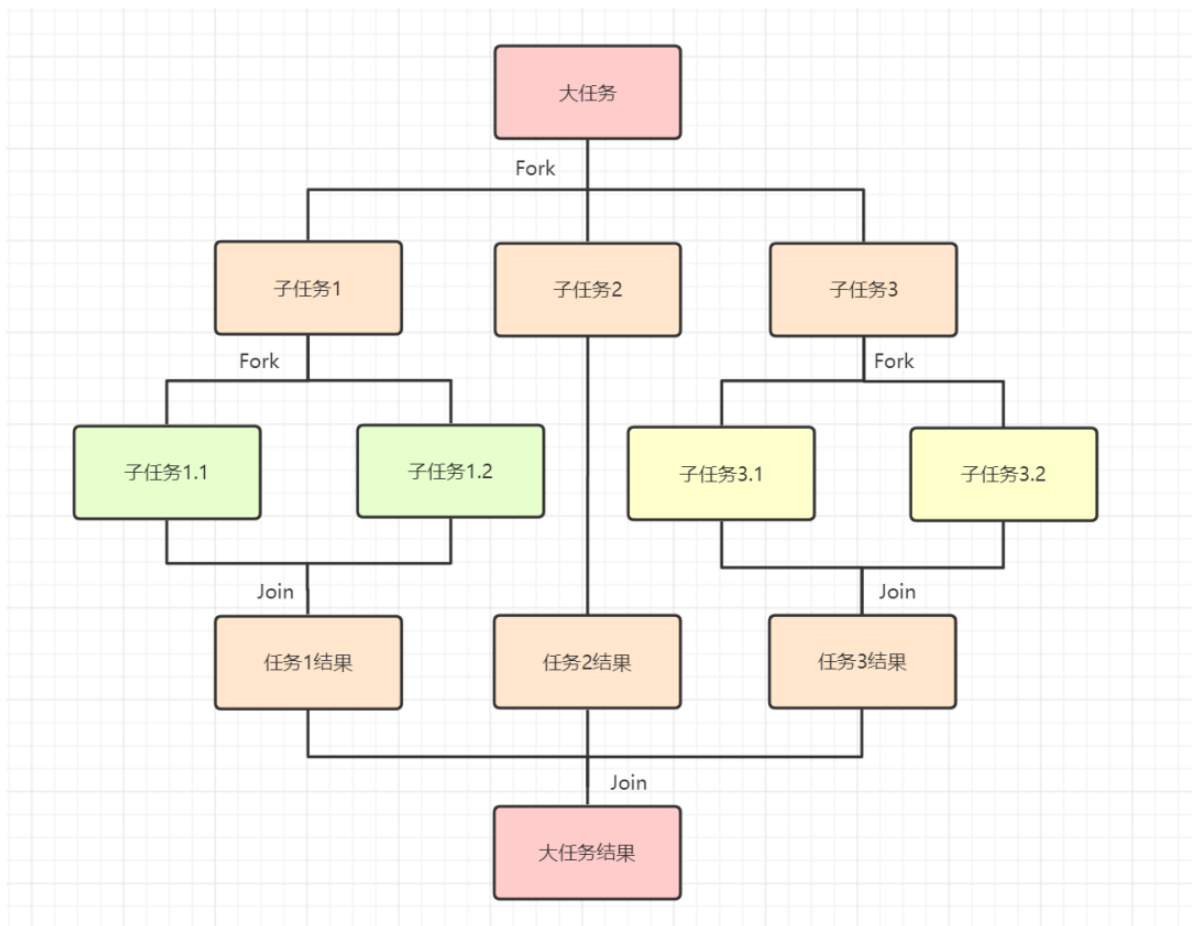 大任务
Fork
子任务1
子任务2
子任务3
Fork
Fork
子任务1.1
子任务1.2
子任务3.1
子任务3.2
Join
Join
任务1结果
任务2结果
任务3结果
Join
大任务结果